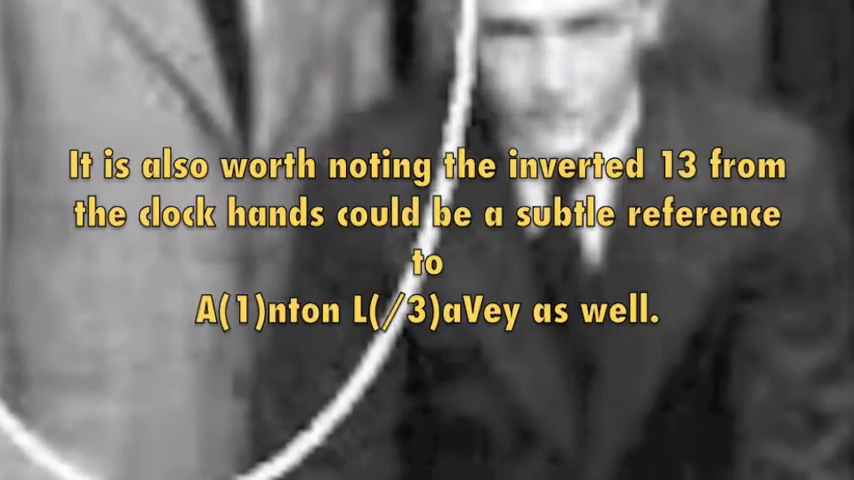 It is also worth noting the inverted 13 from
the clock hands could be a subtle reference
to
A(1)nton L(/3)aVey as well.